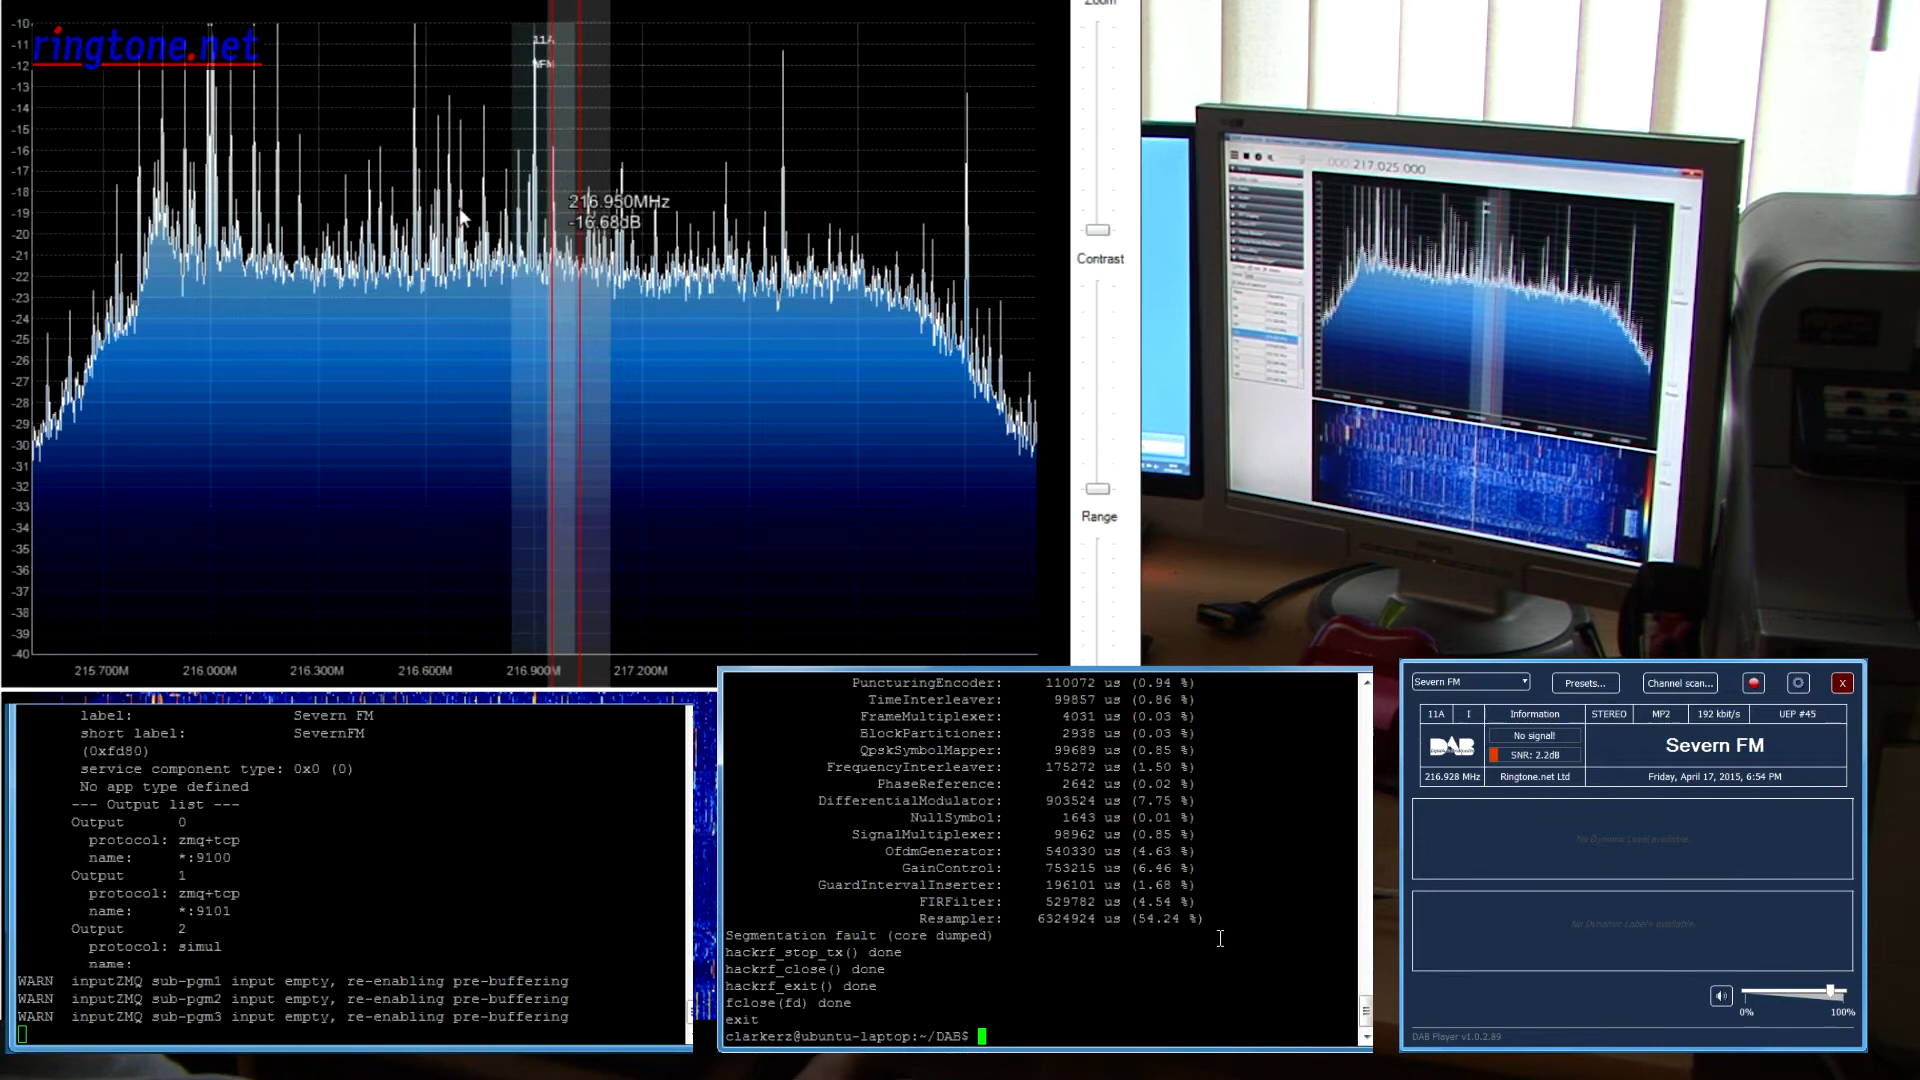 ringtone.net
-10
-11
-12
-13
-14
-15
-16
-17
-18
-19
-20
-21
-22
-23
-24
-25
-26
-27
-28
-29
-30
-31
-32
-33
-34
-35
-36
-37
-38
-39
-40
11A
216.950MHz
-16.68dB
215.700M 216.000M 216.300M 216.600M 216.900M 217.200M
Zoom
Contrast
Range
000.217.025.000
label: Severn FM
short label: SevernFM
(0xfd80)
service component type: 0x0 (0)
No app type defined
--- Output list ---
Output 0
protocol: zmq+tcp
name: *:9100
Output 1
protocol: zmq+tcp
name: *:9101
Output 2
protocol: simul
name:
WARN inputZMQ sub-pgm1 input empty, re-enabling pre-buffering
WARN inputZMQ sub-pgm2 input empty, re-enabling pre-buffering
WARN inputZMQ sub-pgm3 input empty, re-enabling pre-buffering
PuncturingEncoder: 110072 us (0.94 %)
TimeInterleaver: 99857 us (0.86 %)
FrameMultiplexer: 4031 us (0.03 %)
BlockPartitioner: 2938 us (0.03 %)
QpskSymbolMapper: 99689 us (0.85 %)
FrequencyInterleaver: 175272 us (1.50 %)
PhaseReference: 2642 us (0.02 %)
DifferentialModulator: 903524 us (7.75 %)
NullSymbol: 1643 us (0.01 %)
SignalMultiplexer: 98962 us (0.85 %)
OfdmGenerator: 540330 us (4.63 %)
GainControl: 753215 us (6.46 %)
GuardIntervalInserter: 196101 us (1.68 %)
FIRFilter: 529782 us (4.54 %)
Resampler: 6324924 us (54.24 %)
Segmentation fault (core dumped)
hackrf_stop_tx() done
hackrf_close() done
hackrf_exit() done
fclose(fd) done
exit
clarkerz@ubuntu-laptop:~/DAB$
Severn FM Presets... Channel scan... X
11A I Information STEREO MP2 192 kbit/s UEP #45
DAB No signal! Severn FM
SNR: 2.2dB
216.928 MHz Ringtone.net Ltd Friday, April 17, 2015, 6:54 PM
No Dynamic Label available.
No Dynamic Labels available.
0% 100%
DAB Player v1.0.2.89